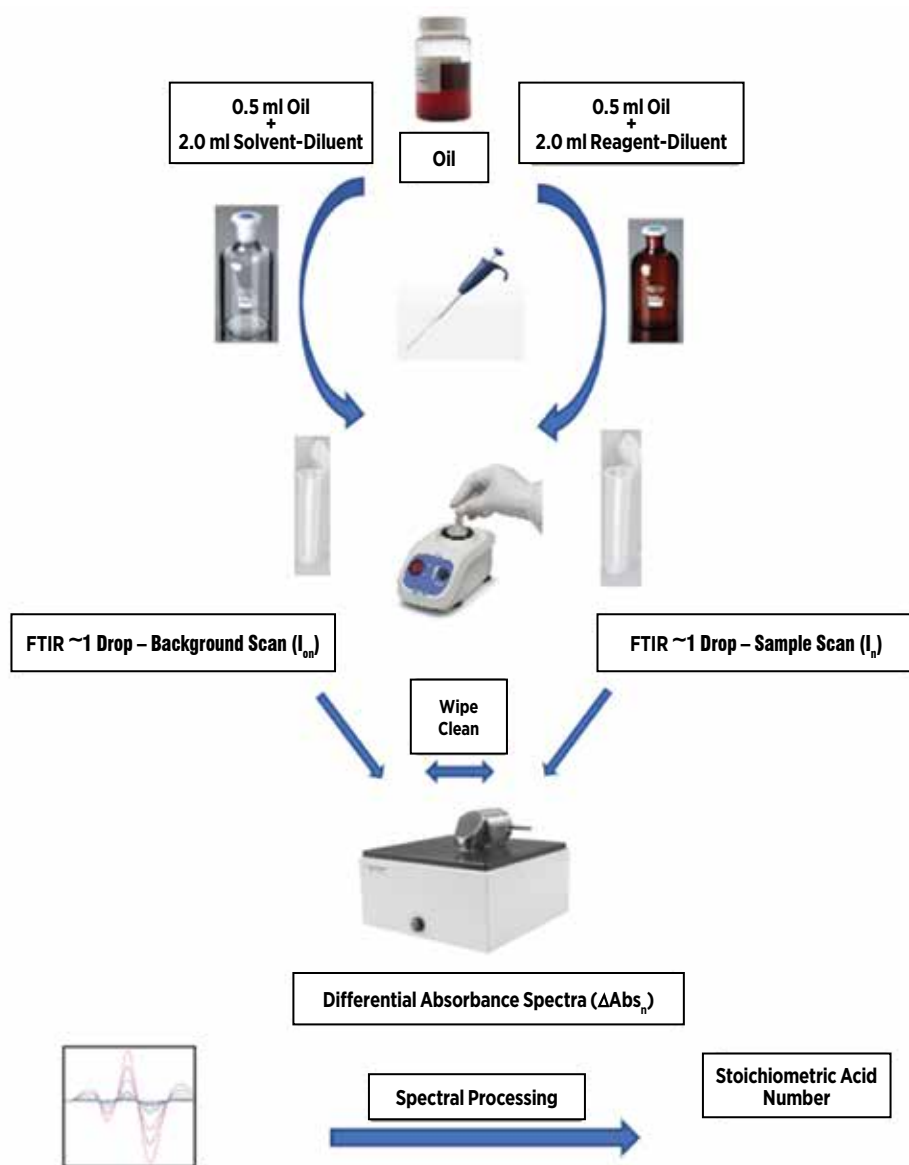 0.5 ml Oil
+
2.0 ml Solvent-Diluent
0.5 ml Oil
+
2.0 ml Reagent-Diluent
Oil
FTIR ~1 Drop – Background Scan (Iₒₙ)
FTIR ~1 Drop – Sample Scan (Iₙ)
Wipe
Clean
Differential Absorbance Spectra (ΔAbsₙ)
Spectral Processing
Stoichiometric Acid
Number